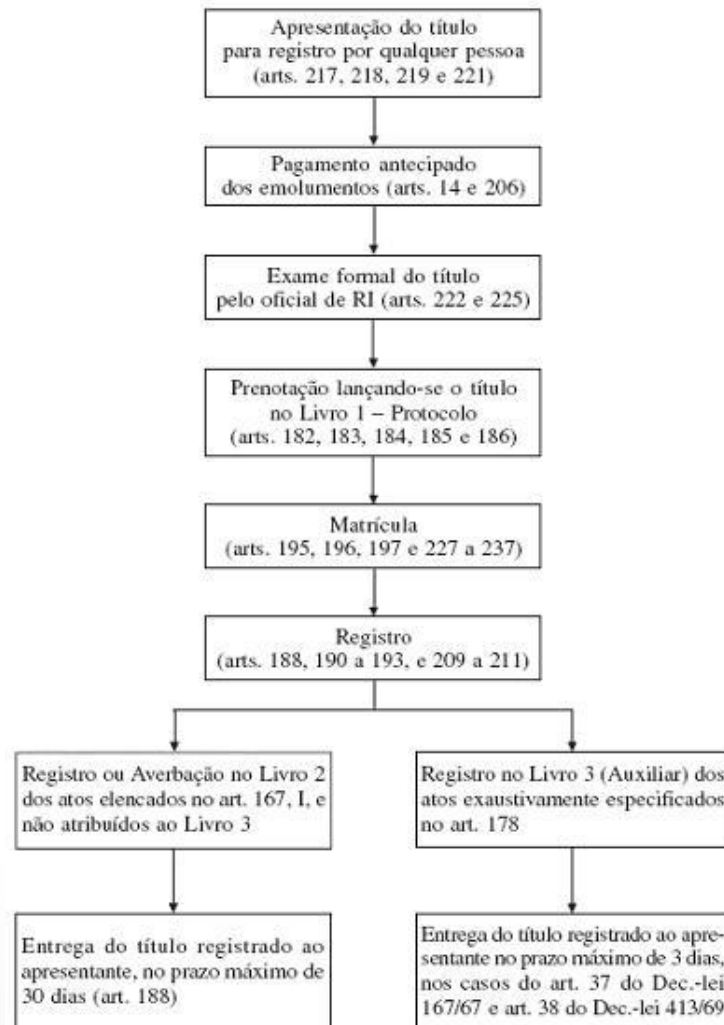 Apresentação do título
para registro por qualquer pessoa
(arts. 217, 218, 219 e 221)
Pagamento antecipado
dos emolumentos (arts. 14 e 206)
Exame formal do título
pelo oficial de RI (arts. 222 e 225)
Prenotação lançando-se o título
no Livro 1 – Protocolo
(arts. 182, 183, 184, 185 e 186)
Matrícula
(arts. 195, 196, 197 e 227 a 237)
Registro
(arts. 188, 190 a 193, e 209 a 211)
Registro ou Averbação no Livro 2
dos atos elencados no art. 167, I, e
não atribuídos ao Livro 3
Registro no Livro 3 (Auxiliar) dos
atos exaustivamente especificados
no art. 178
Entrega do título registrado ao
apresentante, no prazo máximo de
30 dias (art. 188)
Entrega do título registrado ao apre-
sentante no prazo máximo de 3 dias,
nos casos do art. 37 do Dec.-lei
167/67 e art. 38 do Dec.-lei 413/69